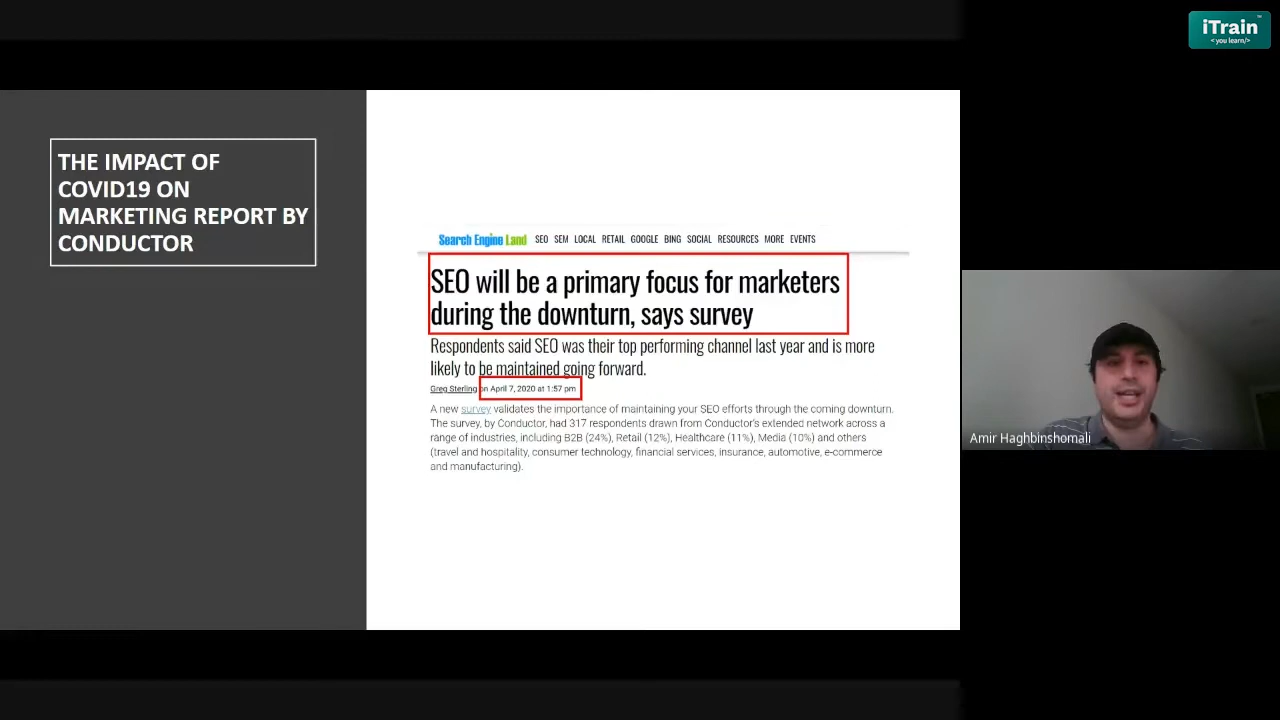 iTrain
< you learn/>
THE IMPACT OF
COVID19 ON
MARKETING REPORT BY
CONDUCTOR
Search Engine Land SEO SEM LOCAL RETAIL GOOGLE BING SOCIAL RESOURCES MORE EVENTS
SEO will be a primary focus for marketers
during the downturn, says survey
Respondents said SEO was their top performing channel last year and is more
likely to be maintained going forward.
Greg Sterling on April 7, 2020 at 1:57 pm
A new survey validates the importance of maintaining your SEO efforts through the coming downturn.
The survey, by Conductor, had 317 respondents drawn from Conductor's extended network across a
range of industries, including B2B (24%), Retail (12%), Healthcare (11%), Media (10%) and others
(travel and hospitality, consumer technology, financial services, insurance, automotive, e-commerce
and manufacturing).
Amir Haghbinshomali